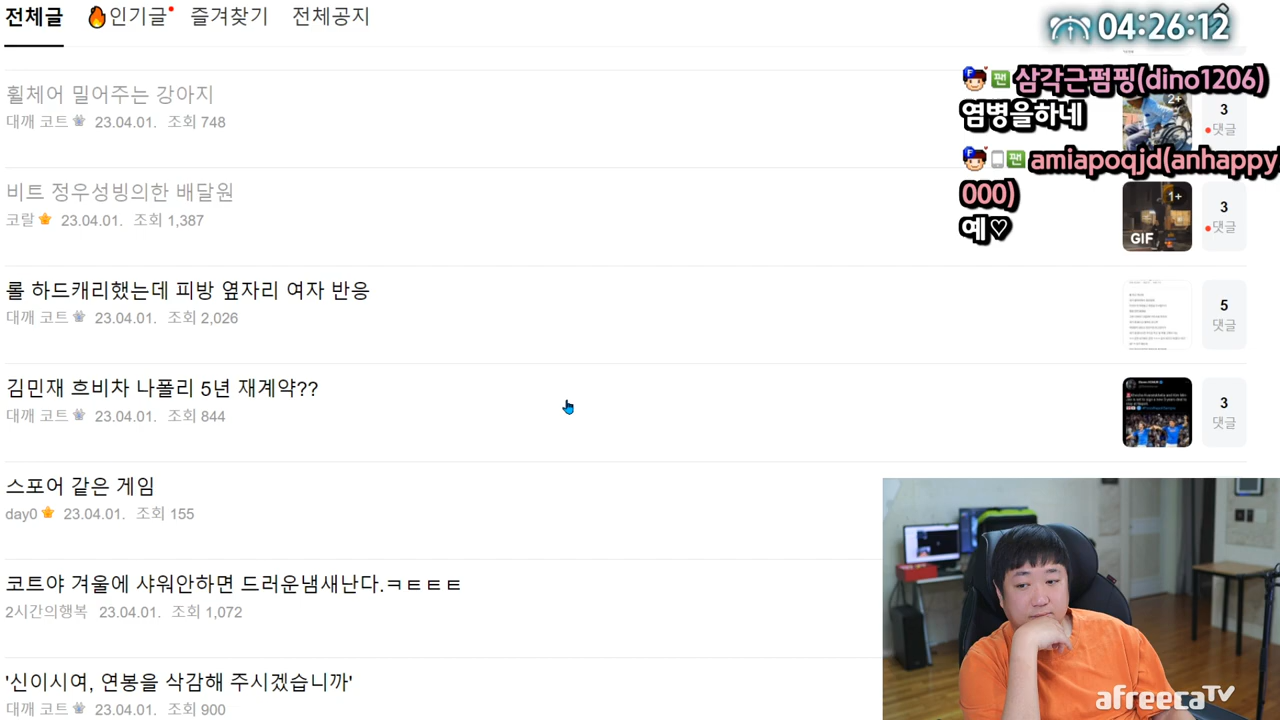 전체글 🔥인기글 즐겨찾기 전체공지
04:26:12
휠체어 밀어주는 강아지
대깨 코트 23.04.01. 조회 748
2+
3
댓글
삼각근펌핑(dino1206)
염병을하네
amiapoqjd(anhappy
000)
예♡
비트 정우성빙의한 배달원
코랄 23.04.01. 조회 1,387
1+
GIF
3
댓글
롤 하드캐리했는데 피방 옆자리 여자 반응
대깨 코트 23.04.01. 조회 2,026
5
댓글
김민재 흐비차 나폴리 5년 재계약??
대깨 코트 23.04.01. 조회 844
3
댓글
스포어 같은 게임
day0 23.04.01. 조회 155
코트야 겨울에 샤워안하면 드러운냄새난다.ㅋㅌㅌㅌ
2시간의행복 23.04.01. 조회 1,072
'신이시여, 연봉을 삭감해 주시겠습니까'
대깨 코트 23.04.01. 조회 900
afreecaTV